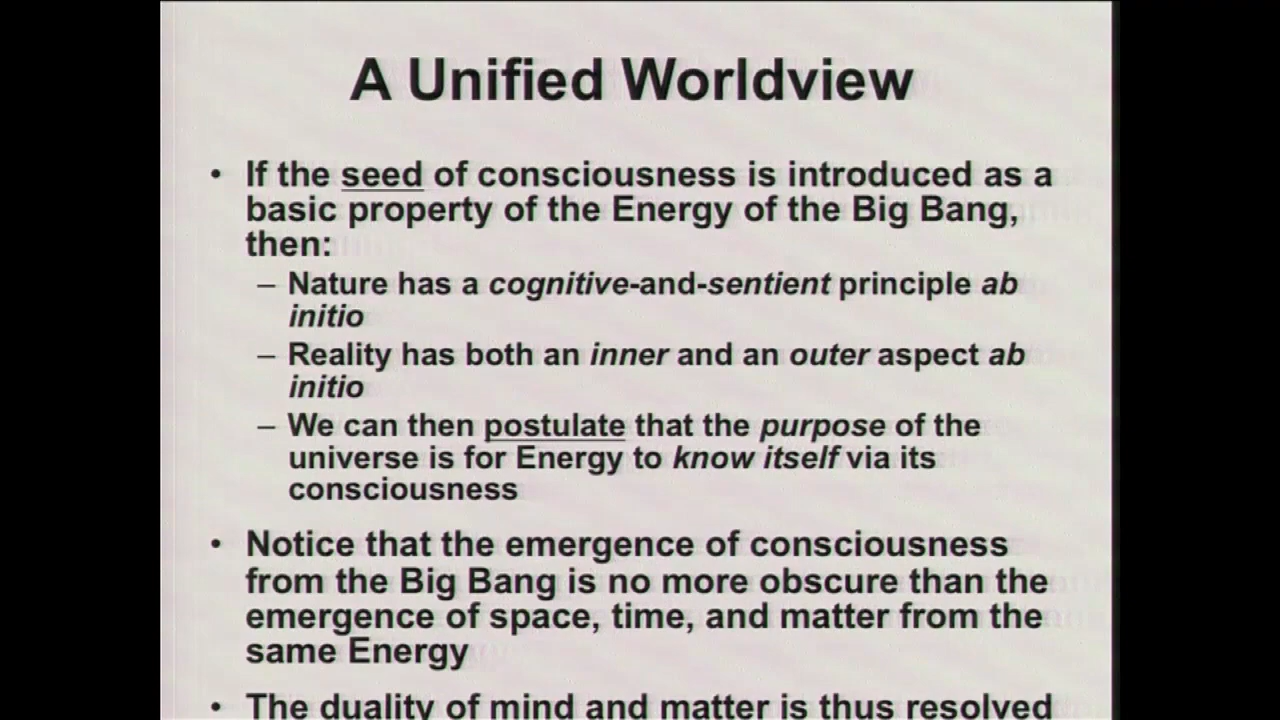 A Unified Worldview
• If the seed of consciousness is introduced as a
basic property of the Energy of the Big Bang,
then:
– Nature has a cognitive-and-sentient principle ab
initio
– Reality has both an inner and an outer aspect ab
initio
– We can then postulate that the purpose of the
universe is for Energy to know itself via its
consciousness
• Notice that the emergence of consciousness
from the Big Bang is no more obscure than the
emergence of space, time, and matter from the
same Energy
• The duality of mind and matter is thus resolved